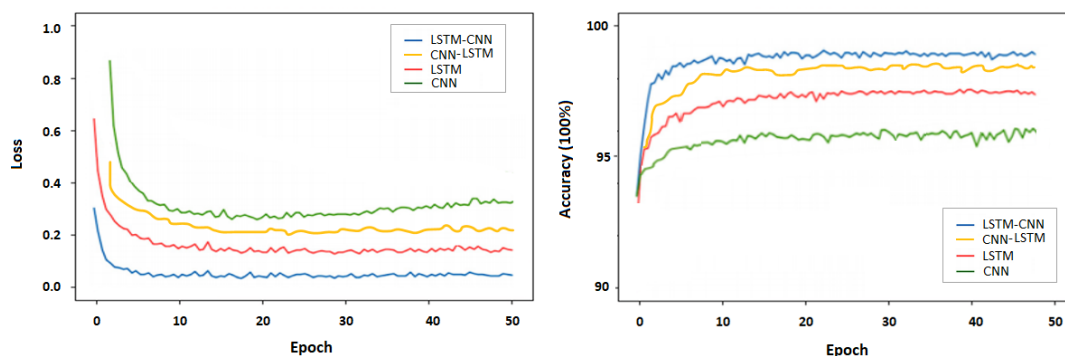 1.0
0.8
0.6
0.4
0.2
0.0
Loss
0 10 20 30 40 50
Epoch
LSTM-CNN
CNN-LSTM
LSTM
CNN
100
95
90
Accuracy (100%)
0 10 20 30 40 50
Epoch
LSTM-CNN
CNN-LSTM
LSTM
CNN